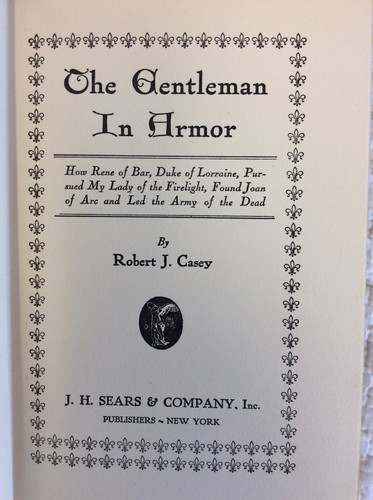 The Gentleman
In Armor
How Rene of Bar, Duke of Lorraine, Pur-
sued My Lady of the Firelight, Found Joan
of Arc and Led the Army of the Dead
By
Robert J. Casey
J. H. SEARS & COMPANY, Inc.
PUBLISHERS ~ NEW YORK